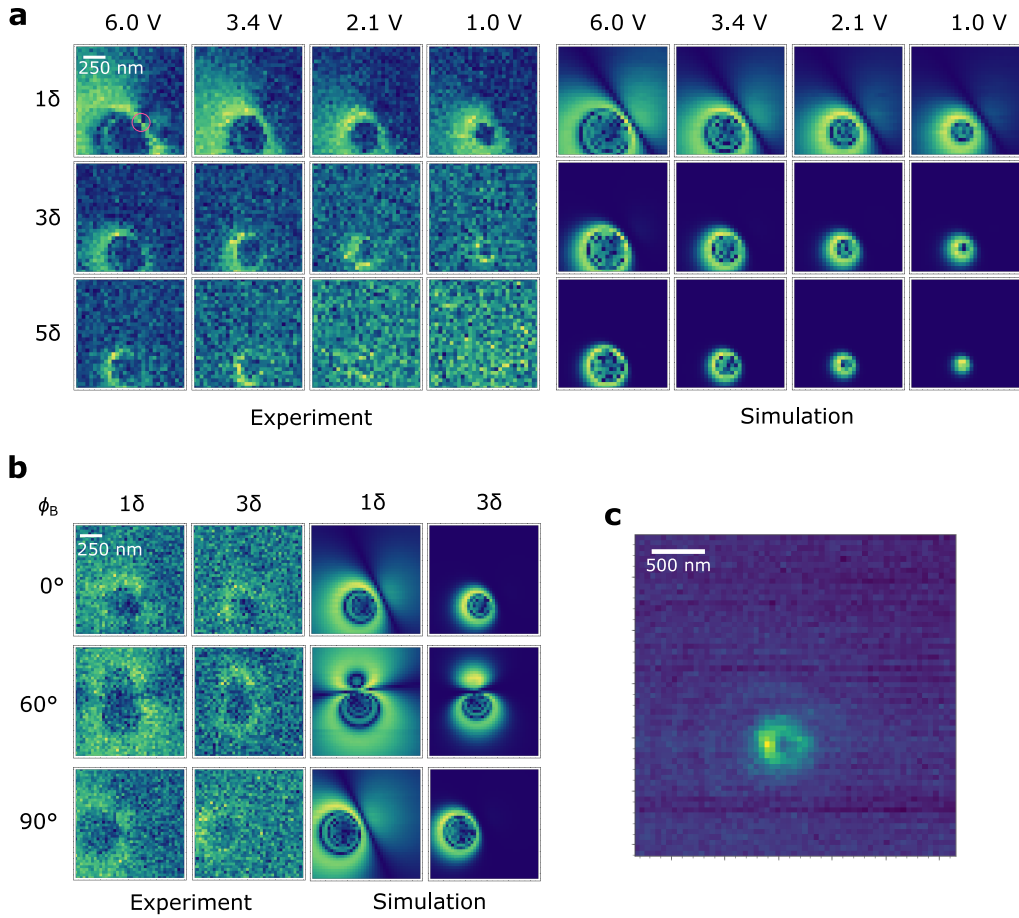 a
6.0 V 3.4 V 2.1 V 1.0 V 6.0 V 3.4 V 2.1 V 1.0 V
250 nm
1δ
3δ
5δ
Experiment Simulation
b
ϕB 1δ 3δ 1δ 3δ
250 nm
0°
60°
90°
Experiment Simulation
c
500 nm